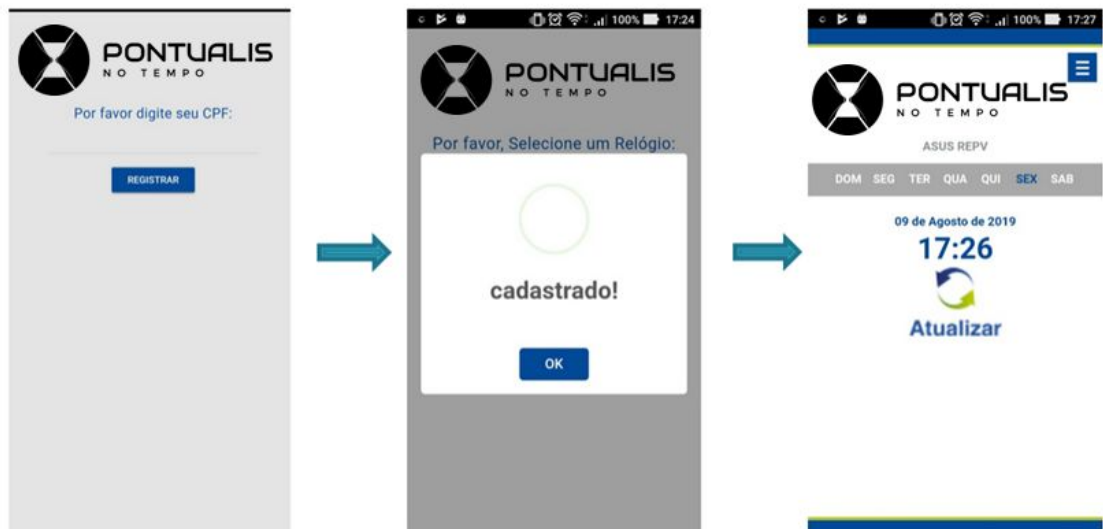 PONTUALIS
NO TEMPO
Por favor digite seu CPF:
REGISTRAR
100% 17:24
PONTUALIS
NO TEMPO
Por favor, Selecione um Relógio:
cadastrado!
OK
100% 17:27
PONTUALIS
NO TEMPO
ASUS REPV
DOM SEG TER QUA QUI SEX SAB
09 de Agosto de 2019
17:26
Atualizar